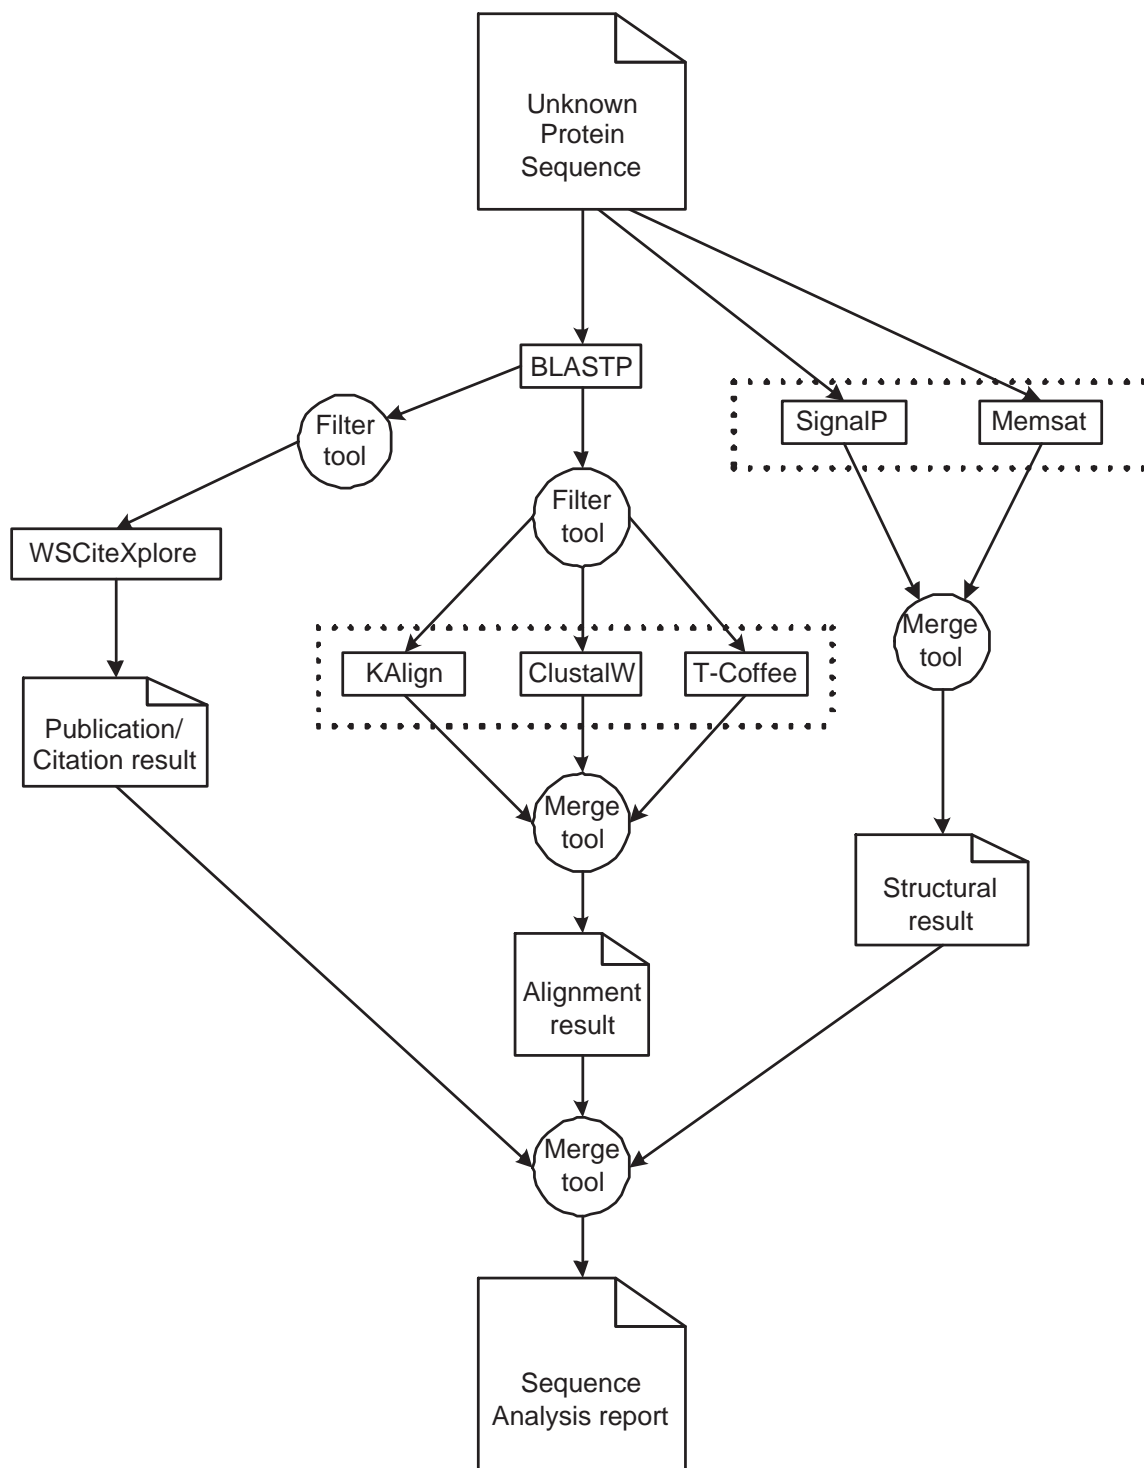 Unknown
Protein
Sequence
BLASTP
Filter
tool
SignalP
Memsat
Filter
tool
WSCiteXplore
Merge
tool
KAlign
ClustalW
T-Coffee
Publication/
Citation result
Merge
tool
Structural
result
Alignment
result
Merge
tool
Sequence
Analysis report